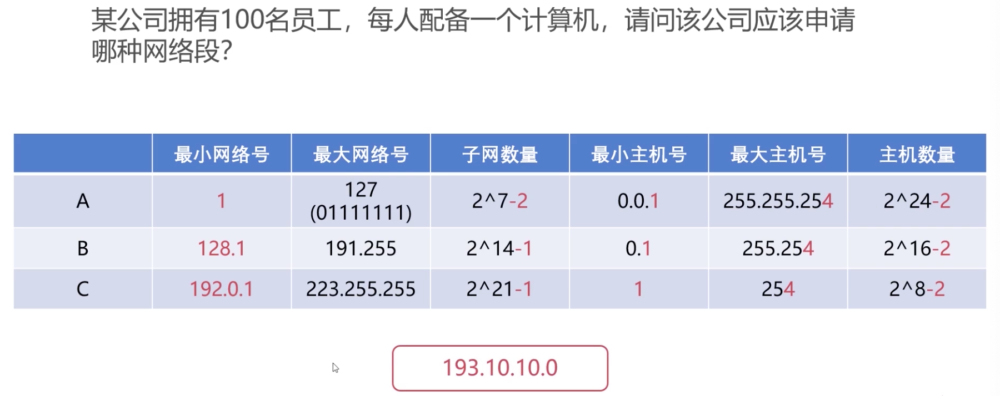 某公司拥有100名员工，每人配备一个计算机，请问该公司应该申请
哪种网络段？
最小网络号 最大网络号 子网数量 最小主机号 最大主机号 主机数量
A 1 127 (01111111) 2^7-2 0.0.1 255.255.254 2^24-2
B 128.1 191.255 2^14-1 0.1 255.254 2^16-2
C 192.0.1 223.255.255 2^21-1 1 254 2^8-2
193.10.10.0